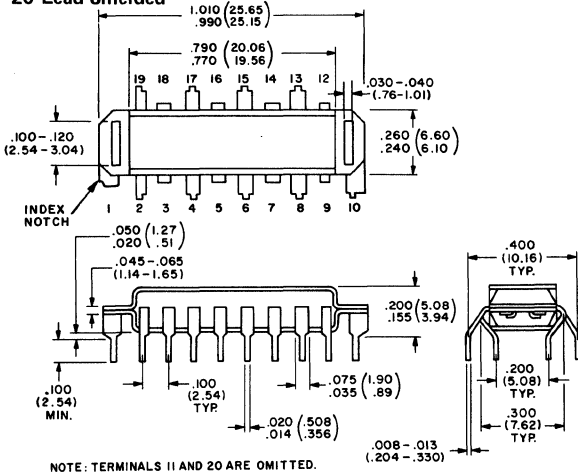 20-Lead Shielded
1.010 (25.65)
.990 (25.15)
.790 (20.06)
.770 (19.56)
19 18 17 16 15 14 13 12
.030-.040
(.76-1.01)
.100-.120
(2.54-3.04)
.260 (6.60)
.240 (6.10)
INDEX
NOTCH
1 2 3 4 5 6 7 8 9 10
.050 (1.27)
.020 (.51)
.045-.065
(1.14-1.65)
.400
(10.16)
TYP.
.200 (5.08)
.155 (3.94)
.100
(2.54)
MIN.
.100
(2.54)
TYP.
.075 (1.90)
.035 (.89)
.200
(5.08)
TYP.
.020 (.508)
.014 (.356)
.300
(7.62)
TYP.
.008-.013
(.204-.330)
NOTE: TERMINALS 11 AND 20 ARE OMITTED.